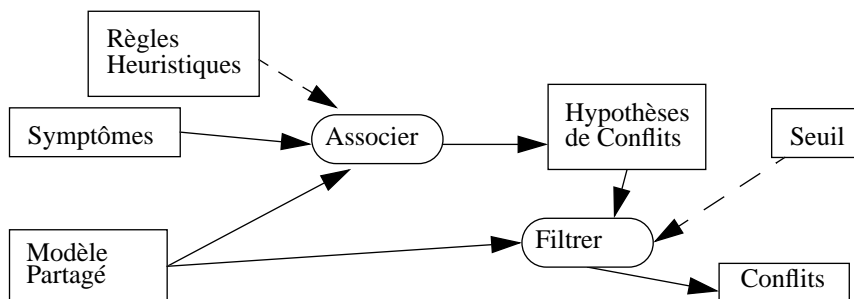 Règles
Heuristiques
Symptômes
Associer
Hypothèses
de Conflits
Seuil
Modèle
Partagé
Filtrer
Conflits